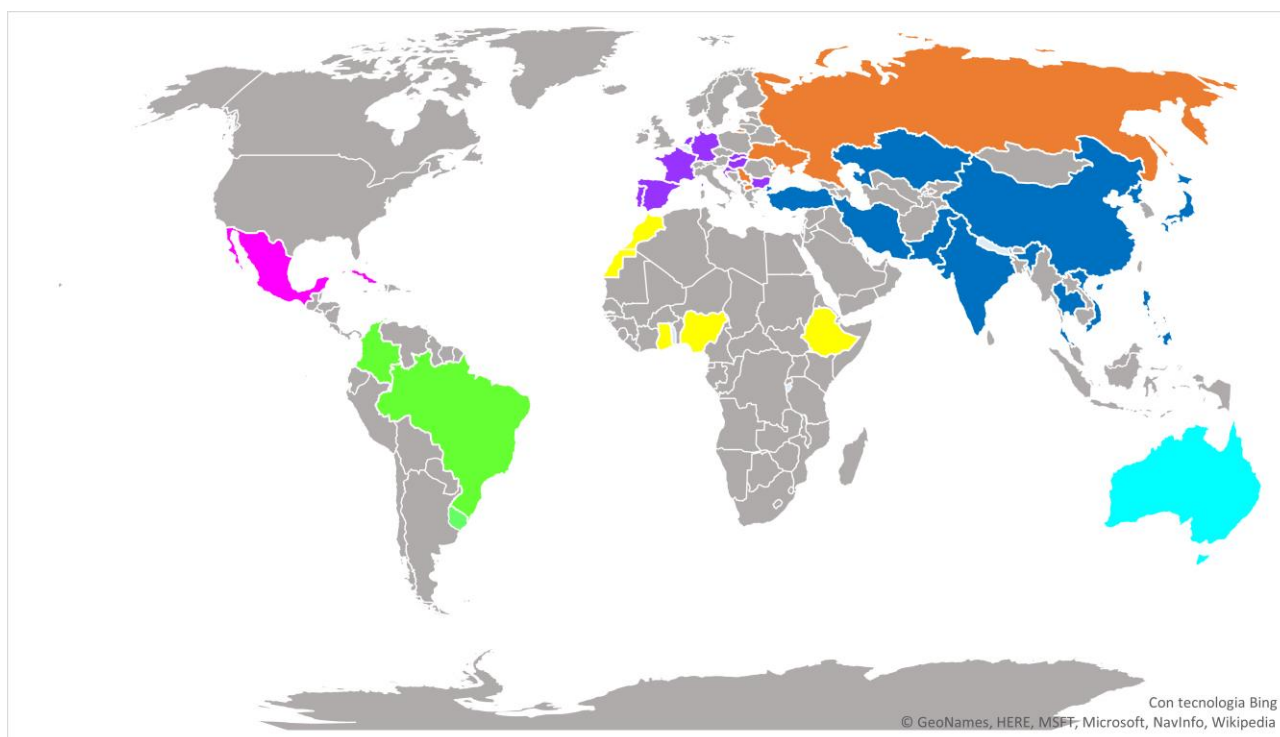 Con tecnologia Bing
© GeoNames, HERE, MSFT, Microsoft, NavInfo, Wikipedia